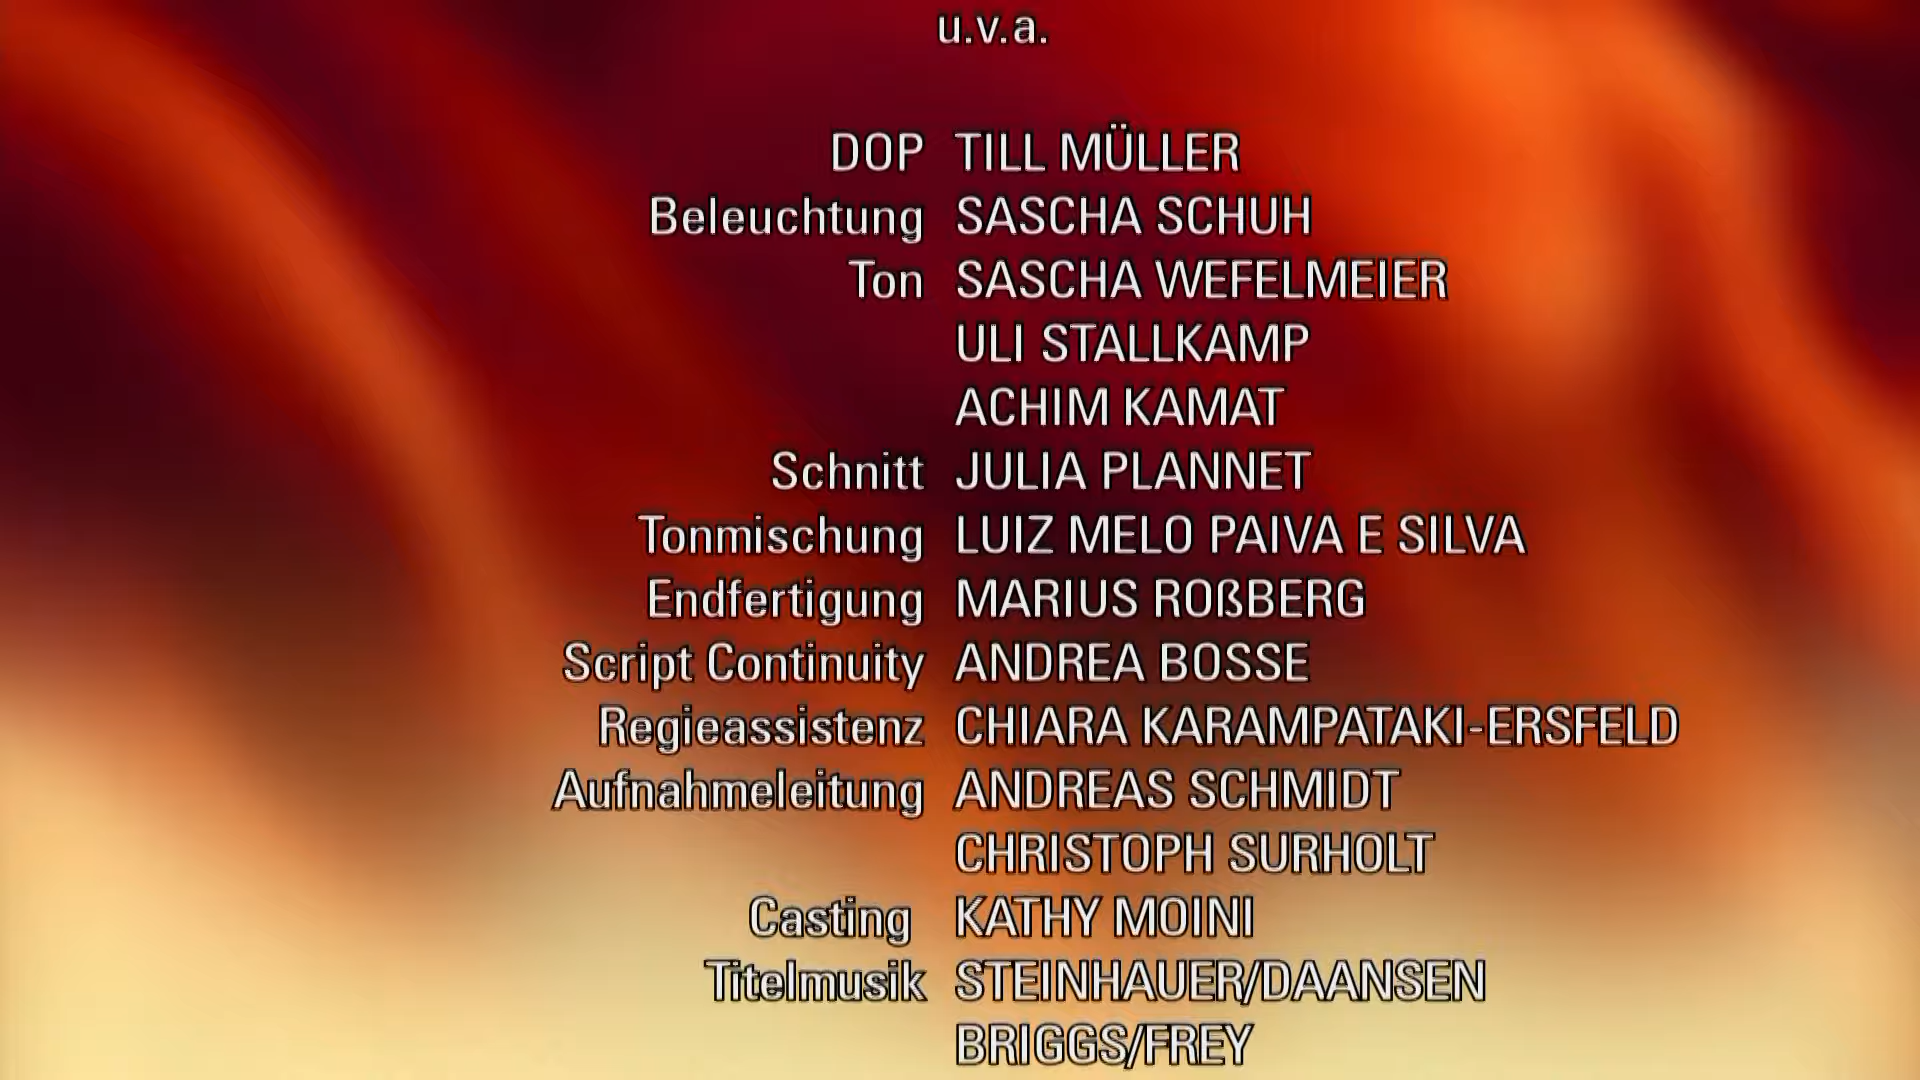 u.v.a.
DOP TILL MÜLLER
Beleuchtung SASCHA SCHUH
Ton SASCHA WEFELMEIER
ULI STALLKAMP
ACHIM KAMAT
Schnitt JULIA PLANNET
Tonmischung LUIZ MELO PAIVA E SILVA
Endfertigung MARIUS ROßBERG
Script Continuity ANDREA BOSSE
Regieassistenz CHIARA KARAMPATAKI-ERSFELD
Aufnahmeleitung ANDREAS SCHMIDT
CHRISTOPH SURHOLT
Casting KATHY MOINI
Titelmusik STEINHAUER/DAANSEN
BRIGGS/FREY